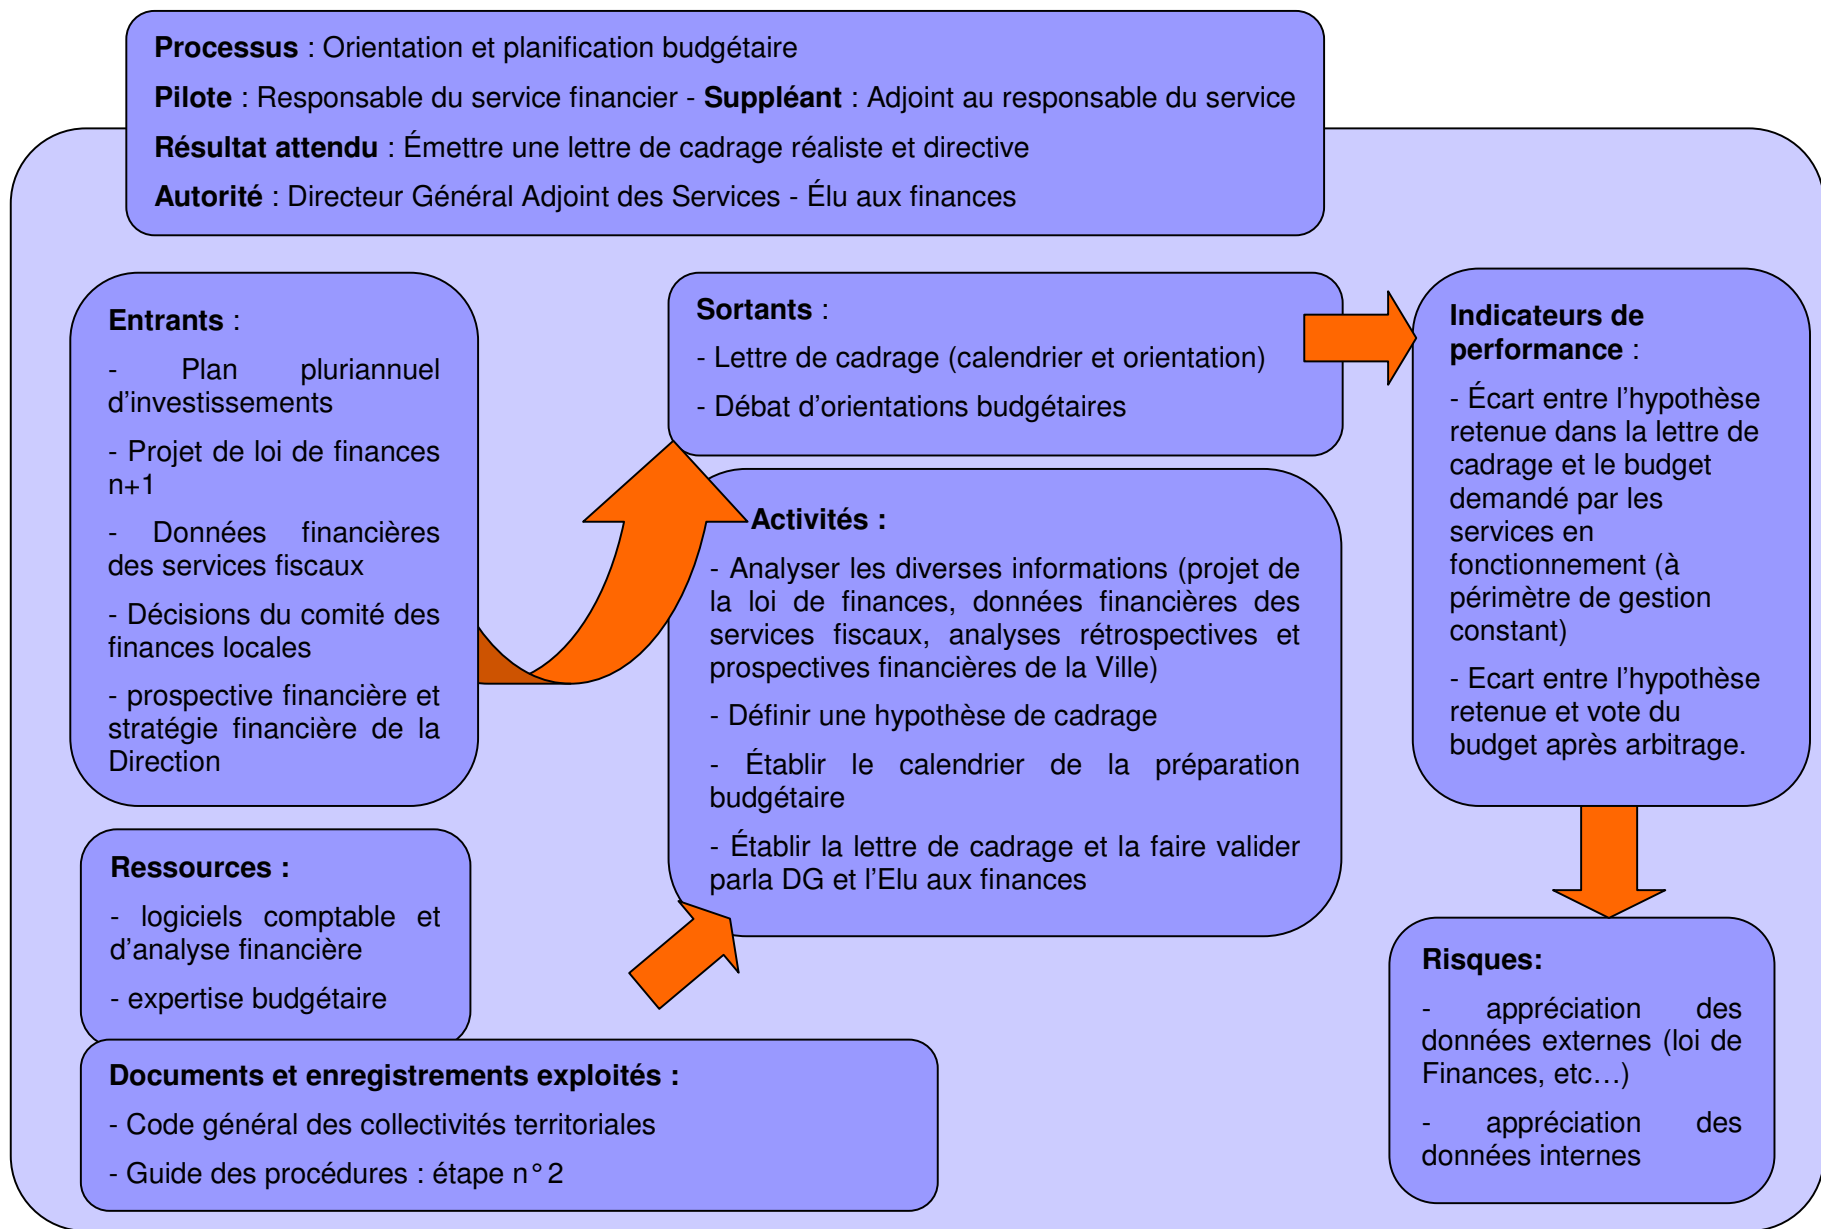 Processus : Orientation et planification budgétaire
Pilote : Responsable du service financier - Suppléant : Adjoint au responsable du service
Résultat attendu : Émettre une lettre de cadrage réaliste et directive
Autorité : Directeur Général Adjoint des Services - Élu aux finances
Entrants :
- Plan pluriannuel
d’investissements
- Projet de loi de finances
n+1
- Données financières
des services fiscaux
- Décisions du comité des
finances locales
- prospective financière et
stratégie financière de la
Direction
Ressources :
- logiciels comptable et
d’analyse financière
- expertise budgétaire
Documents et enregistrements exploités :
- Code général des collectivités territoriales
- Guide des procédures : étape n° 2
Sortants :
- Lettre de cadrage (calendrier et orientation)
- Débat d’orientations budgétaires
Activités :
- Analyser les diverses informations (projet de
la loi de finances, données financières des
services fiscaux, analyses rétrospectives et
prospectives financières de la Ville)
- Définir une hypothèse de cadrage
- Établir le calendrier de la préparation
budgétaire
- Établir la lettre de cadrage et la faire valider
parla DG et l’Elu aux finances
Indicateurs de
performance :
- Écart entre l’hypothèse
retenue dans la lettre de
cadrage et le budget
demandé par les
services en
fonctionnement (à
périmètre de gestion
constant)
- Ecart entre l’hypothèse
retenue et vote du
budget après arbitrage.
Risques:
- appréciation des
données externes (loi de
Finances, etc…)
- appréciation des
données internes